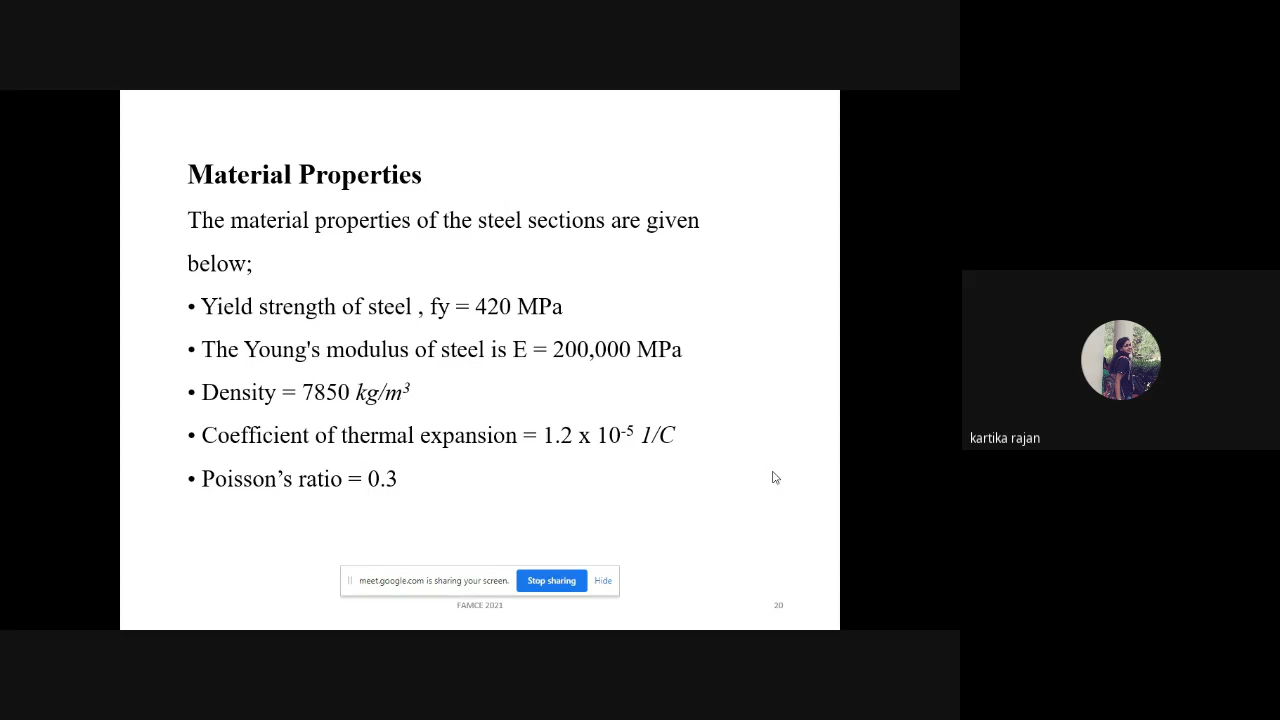 Material Properties
The material properties of the steel sections are given
below;
• Yield strength of steel , fy = 420 MPa
• The Young's modulus of steel is E = 200,000 MPa
• Density = 7850 kg/m³
• Coefficient of thermal expansion = 1.2 x 10⁻⁵ 1/C
• Poisson’s ratio = 0.3
kartika rajan
meet.google.com is sharing your screen. Stop sharing Hide
FAMCE 2021 20